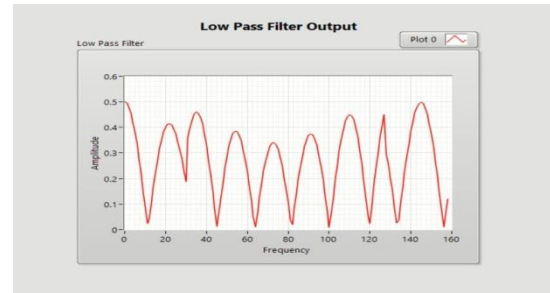 Low Pass Filter Output
Low Pass Filter
Plot 0
0.6
0.5
0.4
0.3
0.2
0.1
0
Amplitude
0 20 40 60 80 100 120 140 160
Frequency